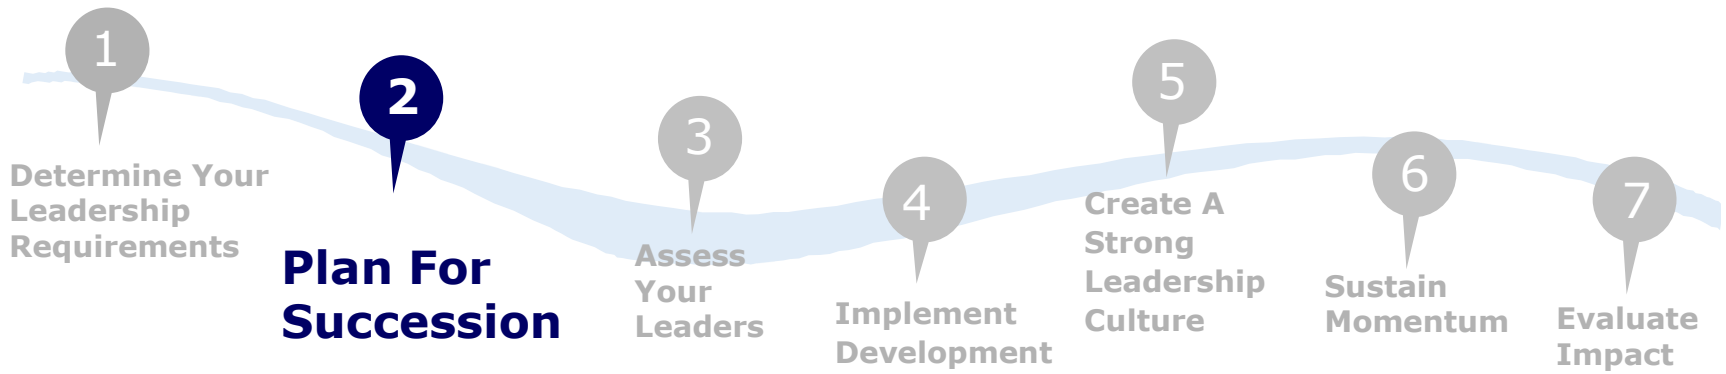 1
Determine Your
Leadership
Requirements
2
Plan For
Succession
3
Assess
Your
Leaders
4
Implement
Development
5
Create A
Strong
Leadership
Culture
6
Sustain
Momentum
7
Evaluate
Impact